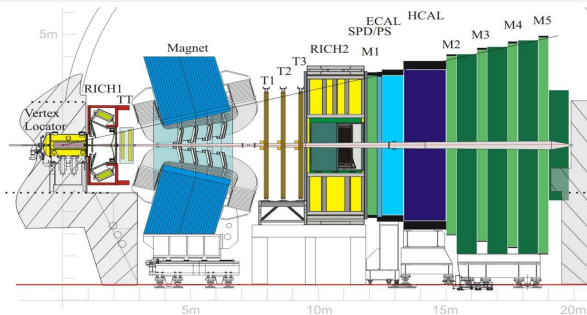 5m
Vertex
Locator
RICH1
TT
Magnet
T1
T2
T3
RICH2
SPD/PS
M1
ECAL
HCAL
M2
M3
M4
M5
5m
10m
15m
20m